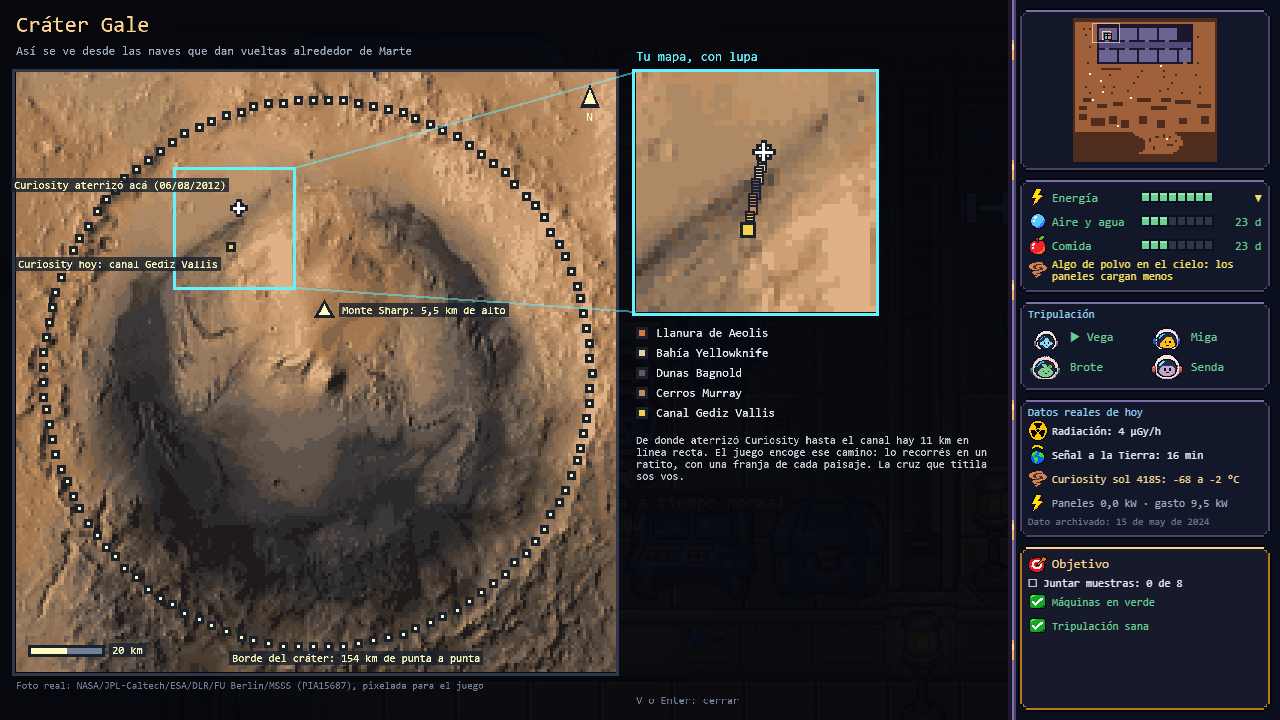 Cráter Gale
Así se ve desde las naves que dan vueltas alrededor de Marte
N
Curiosity aterrizó acá (06/08/2012)
Curiosity hoy: canal Gediz Vallis
Monte Sharp: 5,5 km de alto
20 km
Borde del cráter: 154 km de punta a punta
Foto real: NASA/JPL-Caltech/ESA/DLR/FU Berlin/MSSS (PIA15687), pixelada para el juego
Tu mapa, con lupa
Llanura de Aeolis
Bahía Yellowknife
Dunas Bagnold
Cerros Murray
Canal Gediz Vallis
De donde aterrizó Curiosity hasta el canal hay 11 km en
línea recta. El juego encoge ese camino: lo recorrés en un
ratito, con una franja de cada paisaje. La cruz que titila
sos vos.
a tiempo normal
V o Enter: cerrar
Energía
Aire y agua 23 d
Comida 23 d
Algo de polvo en el cielo: los
paneles cargan menos
Tripulación
Vega
Miga
Brote
Senda
Datos reales de hoy
Radiación: 4 µGy/h
Señal a la Tierra: 16 min
Curiosity sol 4185: -68 a -2 ºC
Paneles 0,0 kW · gasto 9,5 kW
Dato archivado: 15 de may de 2024
Objetivo
Juntar muestras: 0 de 8
Máquinas en verde
Tripulación sana